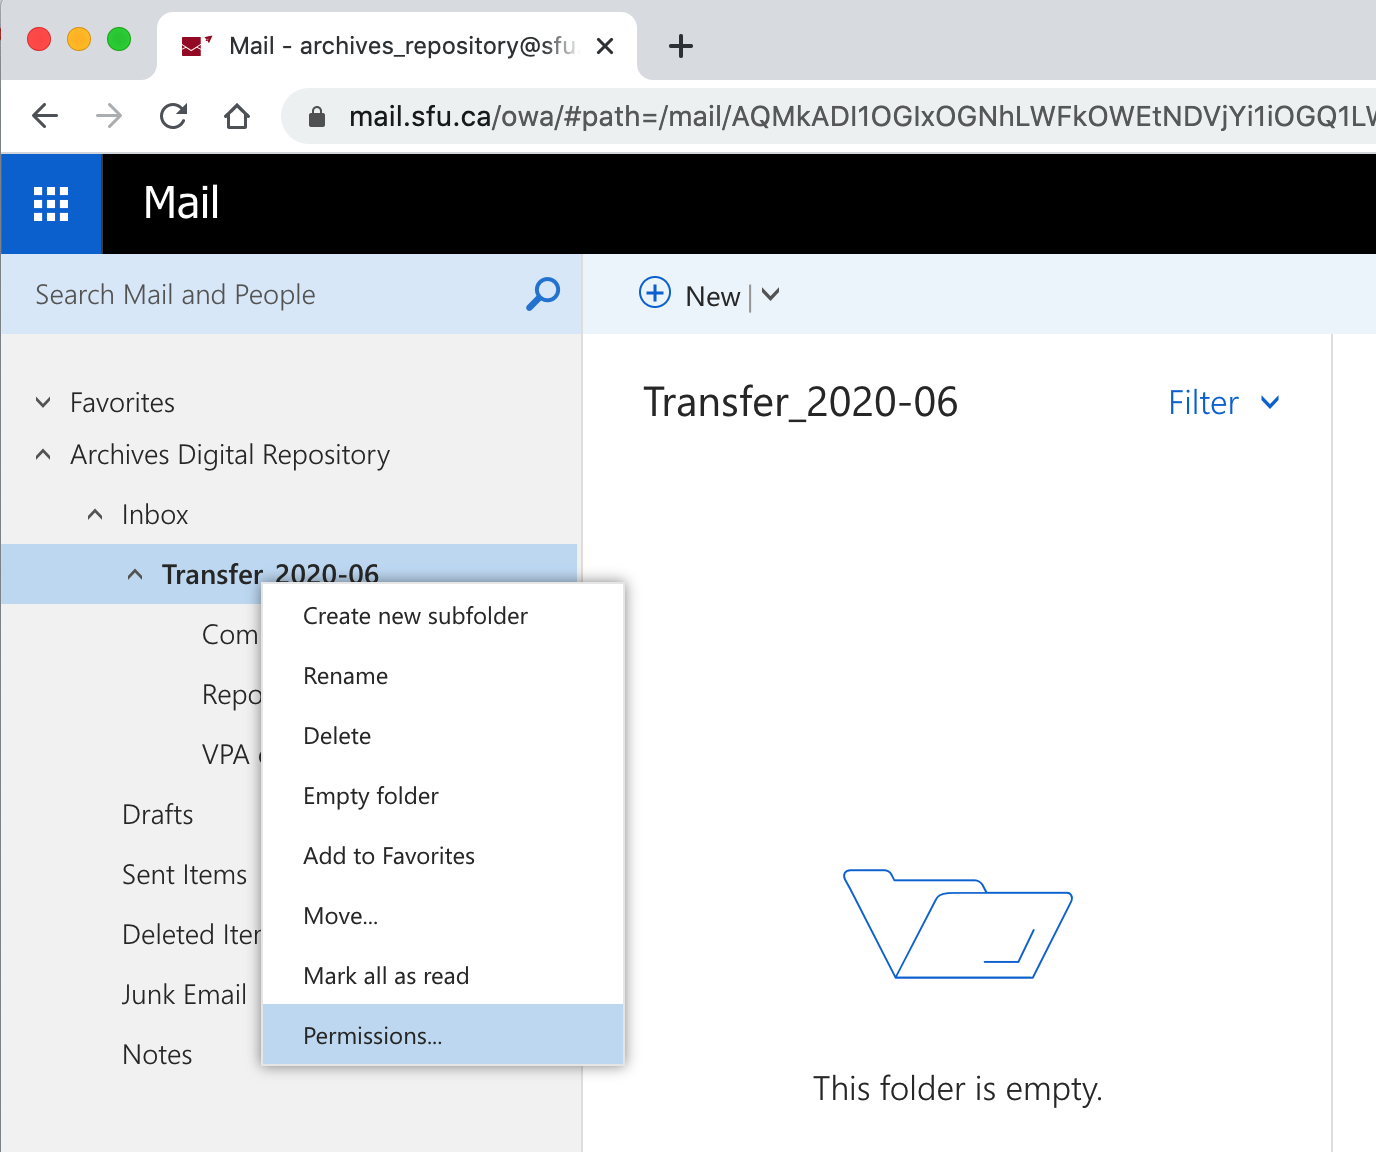 Mail - archives_repository@sfu.
mail.sfu.ca/owa/#path=/mail/AQMkADI1OGIxOGNhLWFkOWEtNDVjYi1iOGQ1LW
Mail
Search Mail and People
New
Favorites
Archives Digital Repository
Inbox
Transfer_2020-06
Com
Repo
VPA
Drafts
Sent Items
Deleted Iter
Junk Email
Notes
Create new subfolder
Rename
Delete
Empty folder
Add to Favorites
Move...
Mark all as read
Permissions...
Transfer_2020-06
Filter
This folder is empty.